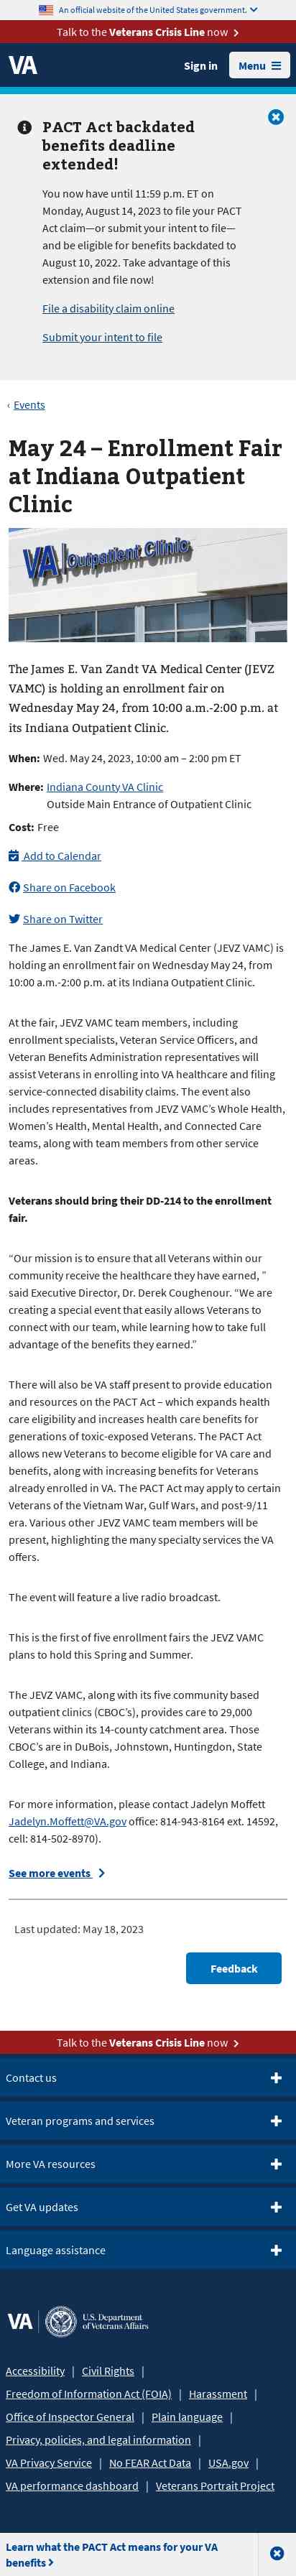 An official website of the United States government.
Talk to the Veterans Crisis Line now
VA
Sign in
Menu
PACT Act backdated
benefits deadline
extended!
You now have until 11:59 p.m. ET on
Monday, August 14, 2023 to file your PACT
Act claim—or submit your intent to file—
and be eligible for benefits backdated to
August 10, 2022. Take advantage of this
extension and file now!
File a disability claim online
Submit your intent to file
‹ Events
May 24 – Enrollment Fair
at Indiana Outpatient
Clinic
VA Outpatient Clinic
The James E. Van Zandt VA Medical Center (JEVZ
VAMC) is holding an enrollment fair on
Wednesday May 24, from 10:00 a.m.-2:00 p.m. at
its Indiana Outpatient Clinic.
When: Wed. May 24, 2023, 10:00 am – 2:00 pm ET
Where: Indiana County VA Clinic
Outside Main Entrance of Outpatient Clinic
Cost: Free
Add to Calendar
Share on Facebook
Share on Twitter
The James E. Van Zandt VA Medical Center (JEVZ VAMC) is
holding an enrollment fair on Wednesday May 24, from
10:00 a.m.-2:00 p.m. at its Indiana Outpatient Clinic.
At the fair, JEVZ VAMC team members, including
enrollment specialists, Veteran Service Officers, and
Veteran Benefits Administration representatives will
assist Veterans in enrolling into VA healthcare and filing
service-connected disability claims. The event also
includes representatives from JEVZ VAMC’s Whole Health,
Women’s Health, Mental Health, and Connected Care
teams, along with team members from other service
areas.
Veterans should bring their DD-214 to the enrollment
fair.
“Our mission is to ensure that all Veterans within our
community receive the healthcare they have earned, ”
said Executive Director, Dr. Derek Coughenour. “We are
creating a special event that easily allows Veterans to
connect with our team, while learning how to take full
advantage of the benefits they earned.”
There will also be VA staff present to provide education
and resources on the PACT Act – which expands health
care eligibility and increases health care benefits for
generations of toxic-exposed Veterans. The PACT Act
allows new Veterans to become eligible for VA care and
benefits, along with increasing benefits for Veterans
already enrolled in VA. The PACT Act may apply to certain
Veterans of the Vietnam War, Gulf Wars, and post-9/11
era. Various other JEVZ VAMC team members will be
present, highlighting the many specialty services the VA
offers.
The event will feature a live radio broadcast.
This is the first of five enrollment fairs the JEVZ VAMC
plans to hold this Spring and Summer.
The JEVZ VAMC, along with its five community based
outpatient clinics (CBOC’s), provides care to 29,000
Veterans within its 14-county catchment area. Those
CBOC’s are in DuBois, Johnstown, Huntingdon, State
College, and Indiana.
For more information, please contact Jadelyn Moffett
Jadelyn.Moffett@VA.gov office: 814-943-8164 ext. 14592,
cell: 814-502-8970).
See more events
Last updated: May 18, 2023
Feedback
Talk to the Veterans Crisis Line now
Contact us
Veteran programs and services
More VA resources
Get VA updates
Language assistance
VA
U.S. Department
of Veterans Affairs
Accessibility | Civil Rights |
Freedom of Information Act (FOIA) | Harassment |
Office of Inspector General | Plain language |
Privacy, policies, and legal information |
VA Privacy Service | No FEAR Act Data | USA.gov |
VA performance dashboard | Veterans Portrait Project
Learn what the PACT Act means for your VA
benefits